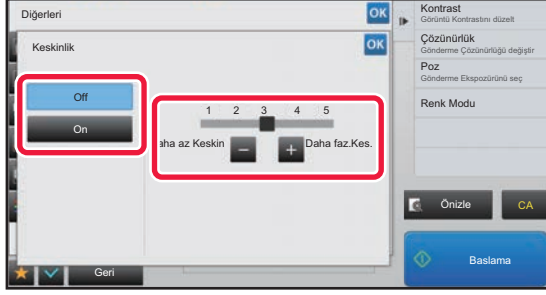 Diğerleri
OK
Keskinlik
OK
Off
On
1 2 3 4 5
aha az Keskin
−
+
Daha faz.Kes.
Geri
Kontrast
Görüntü Kontrastını düzelt
Çözünürlük
Gönderme Çözünürlüğü değiştir
Poz
Gönderme Ekspozürünü seç
Renk Modu
Önizle
CA
Baslama